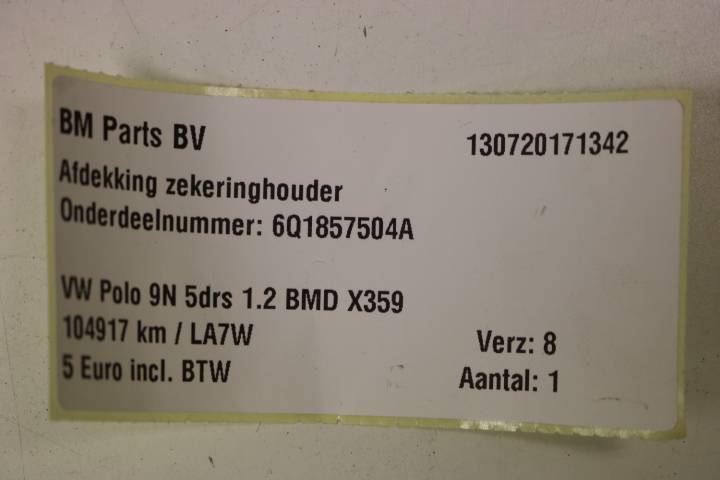 BM Parts BV 130720171342
Afdekking zekeringhouder
Onderdeelnummer: 6Q1857504A
VW Polo 9N 5drs 1.2 BMD X359
104917 km / LA7W Verz: 8
5 Euro incl. BTW Aantal: 1